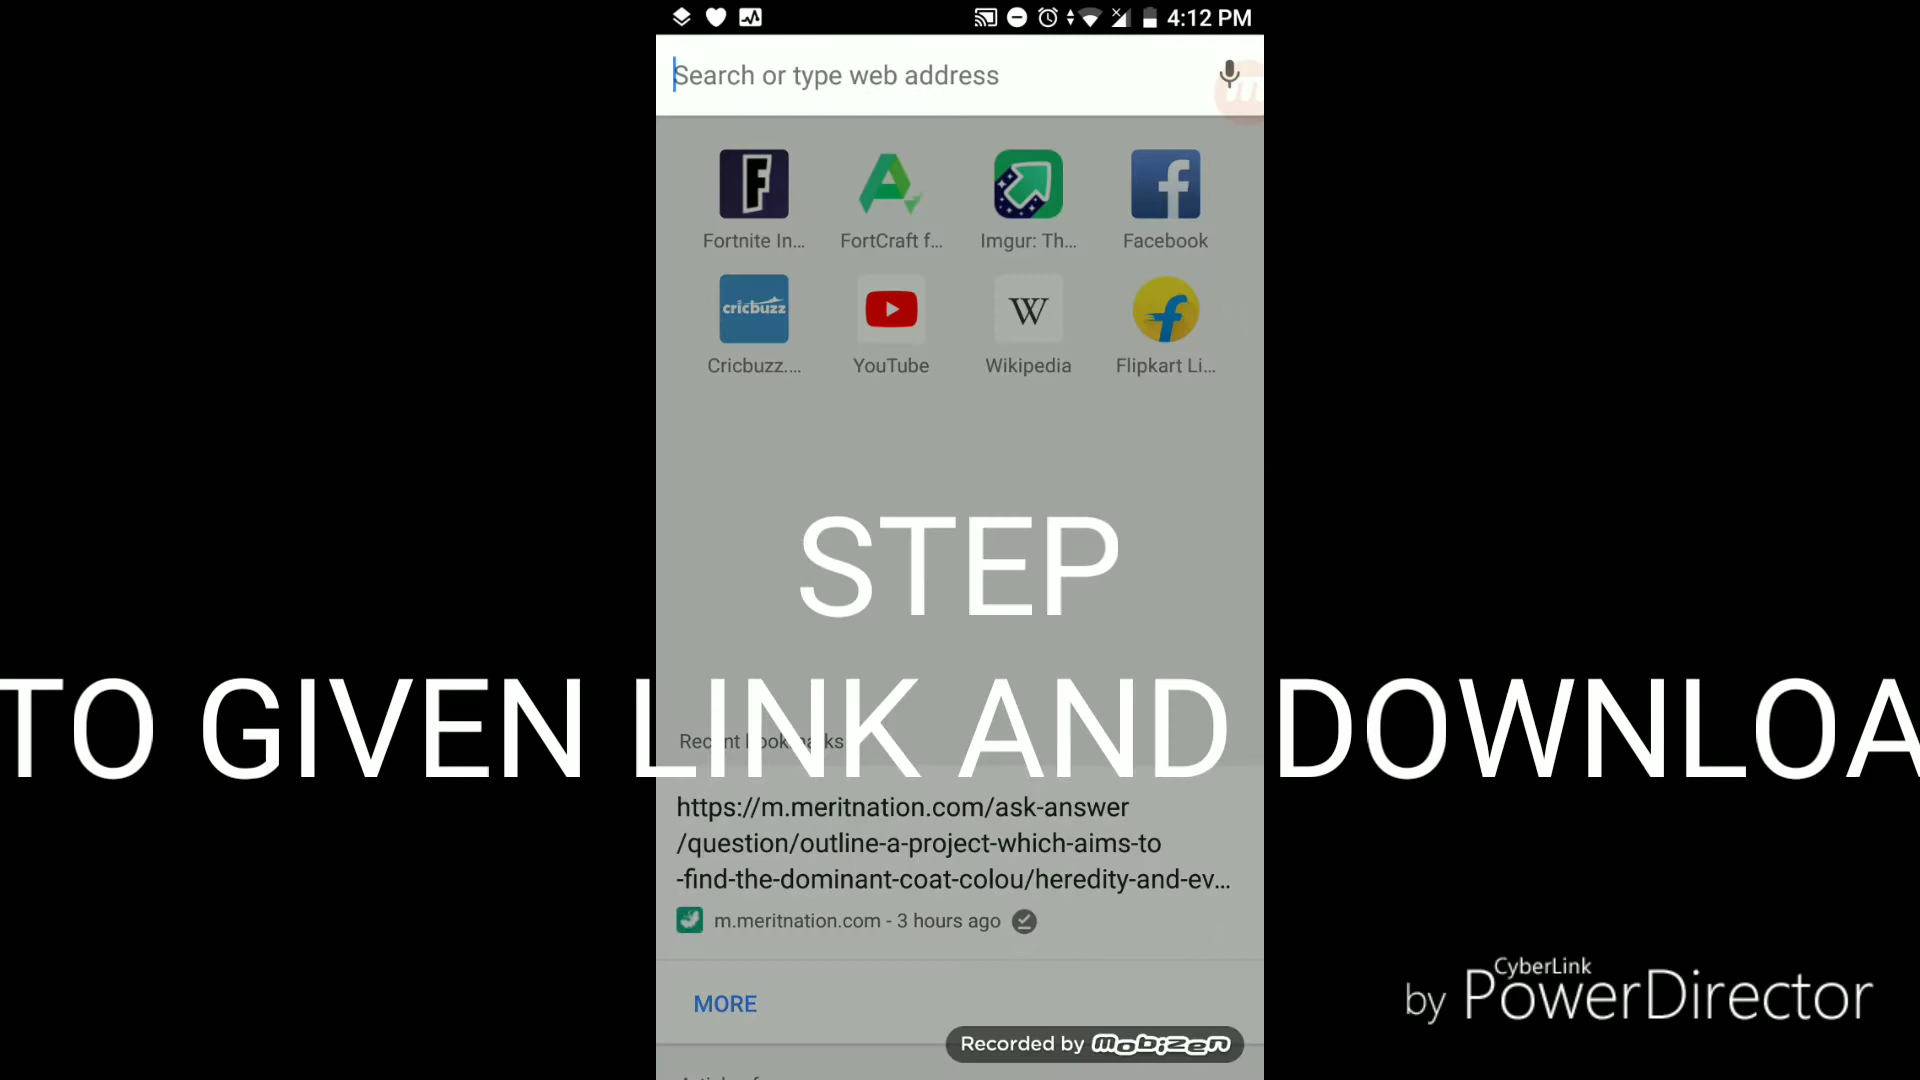 4:12 PM
Search or type web address
Fortnite In...
FortCraft f...
Imgur: Th...
Facebook
cricbuzz
Cricbuzz....
YouTube
W
Wikipedia
Flipkart Li...
STEP
TO GIVEN LINK AND DOWNLOA
Recent bookmarks
https://m.meritnation.com/ask-answer
/question/outline-a-project-which-aims-to
-find-the-dominant-coat-colou/heredity-and-ev...
m.meritnation.com - 3 hours ago
MORE
by CyberLink PowerDirector
Recorded by mobizen